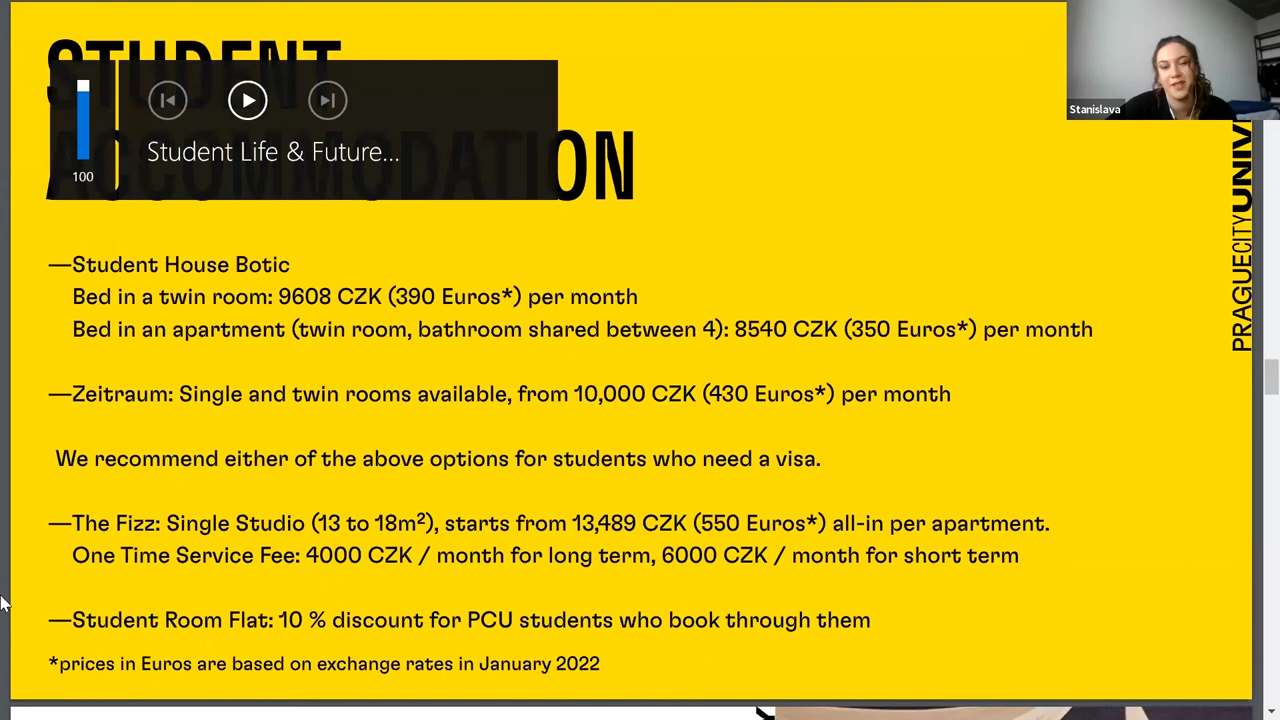 STUDENT
ACCOMMODATION
100
Student Life & Future...
Stanislava
PRAGUECITYUNIV
—Student House Botic
Bed in a twin room: 9608 CZK (390 Euros*) per month
Bed in an apartment (twin room, bathroom shared between 4): 8540 CZK (350 Euros*) per month
—Zeitraum: Single and twin rooms available, from 10,000 CZK (430 Euros*) per month
We recommend either of the above options for students who need a visa.
—The Fizz: Single Studio (13 to 18m²), starts from 13,489 CZK (550 Euros*) all-in per apartment.
One Time Service Fee: 4000 CZK / month for long term, 6000 CZK / month for short term
—Student Room Flat: 10 % discount for PCU students who book through them
*prices in Euros are based on exchange rates in January 2022